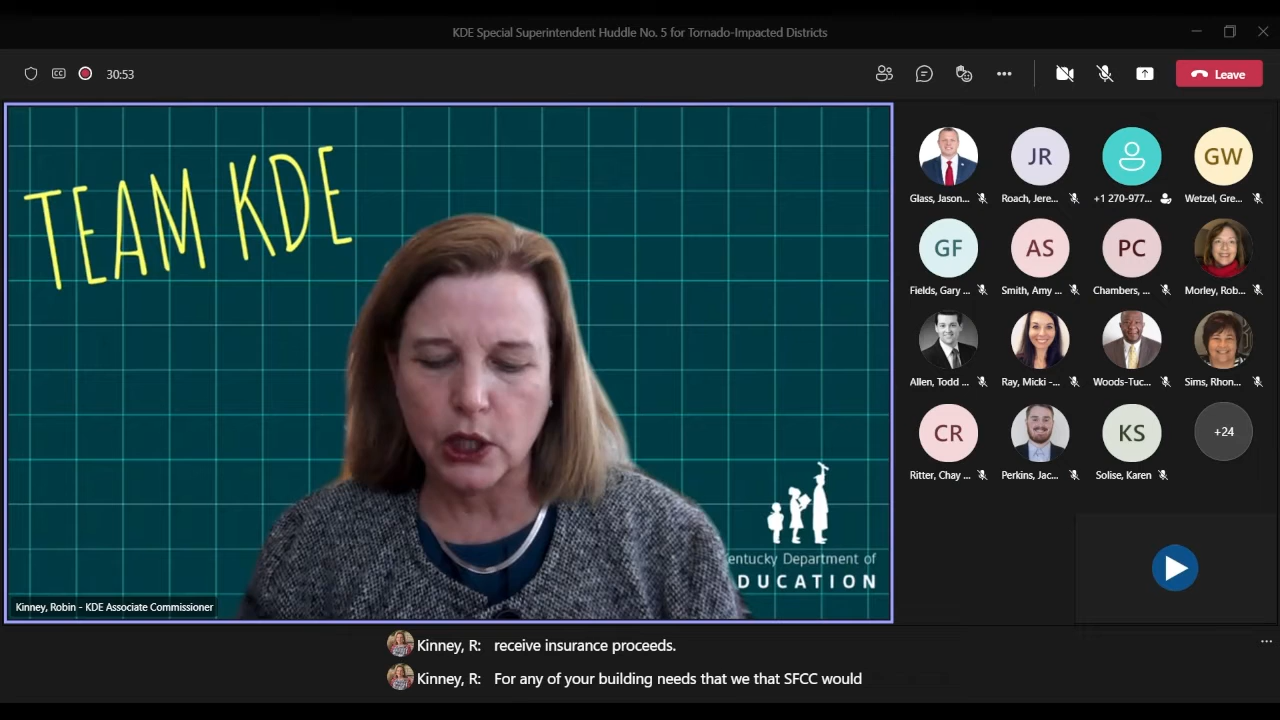 KDE Special Superintendent Huddle No. 5 for Tornado-Impacted Districts
CC
30:53
Leave
TEAM KDE
JR
GW
Glass, Jason...
Roach, Jere...
+1 270-977...
Wetzel, Gre...
GF
AS
PC
Fields, Gary ...
Smith, Amy ...
Chambers, ...
Morley, Rob...
Allen, Todd ...
Ray, Micki -...
Woods-Tuc...
Sims, Rhon...
CR
KS
+24
Ritter, Chay ...
Perkins, Jac...
Solise, Karen
entucky Department of
DUCATION
Kinney, Robin - KDE Associate Commissioner
Kinney, R: receive insurance proceeds.
Kinney, R: For any of your building needs that we that SFCC would